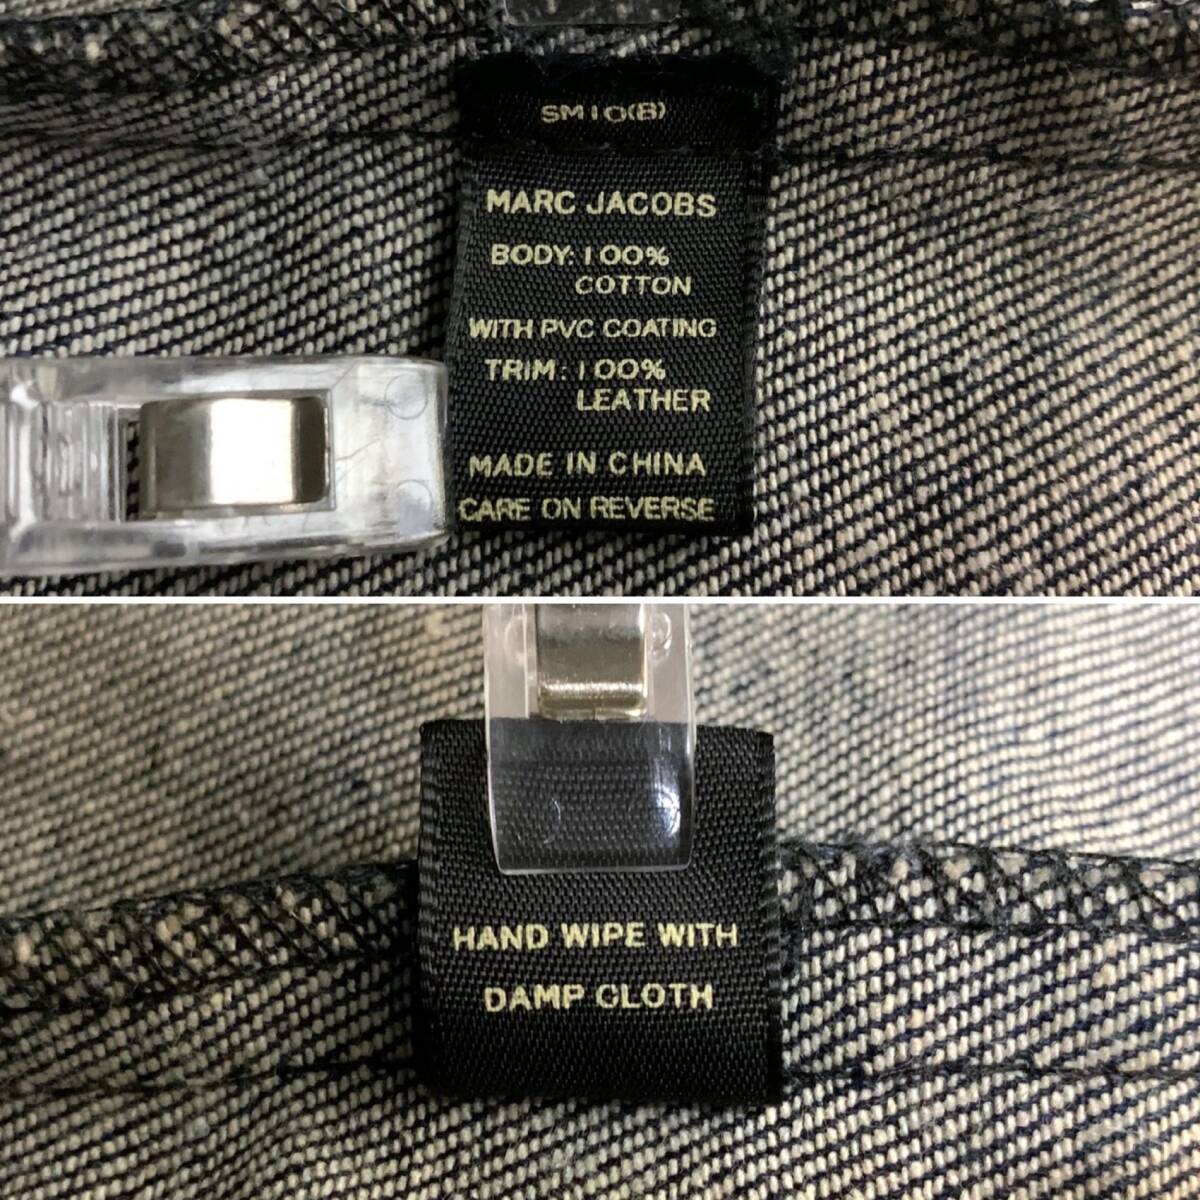 SM10(B)
MARC JACOBS
BODY: 100%
COTTON
WITH PVC COATING
TRIM: 100%
LEATHER
MADE IN CHINA
CARE ON REVERSE
HAND WIPE WITH
DAMP CLOTH